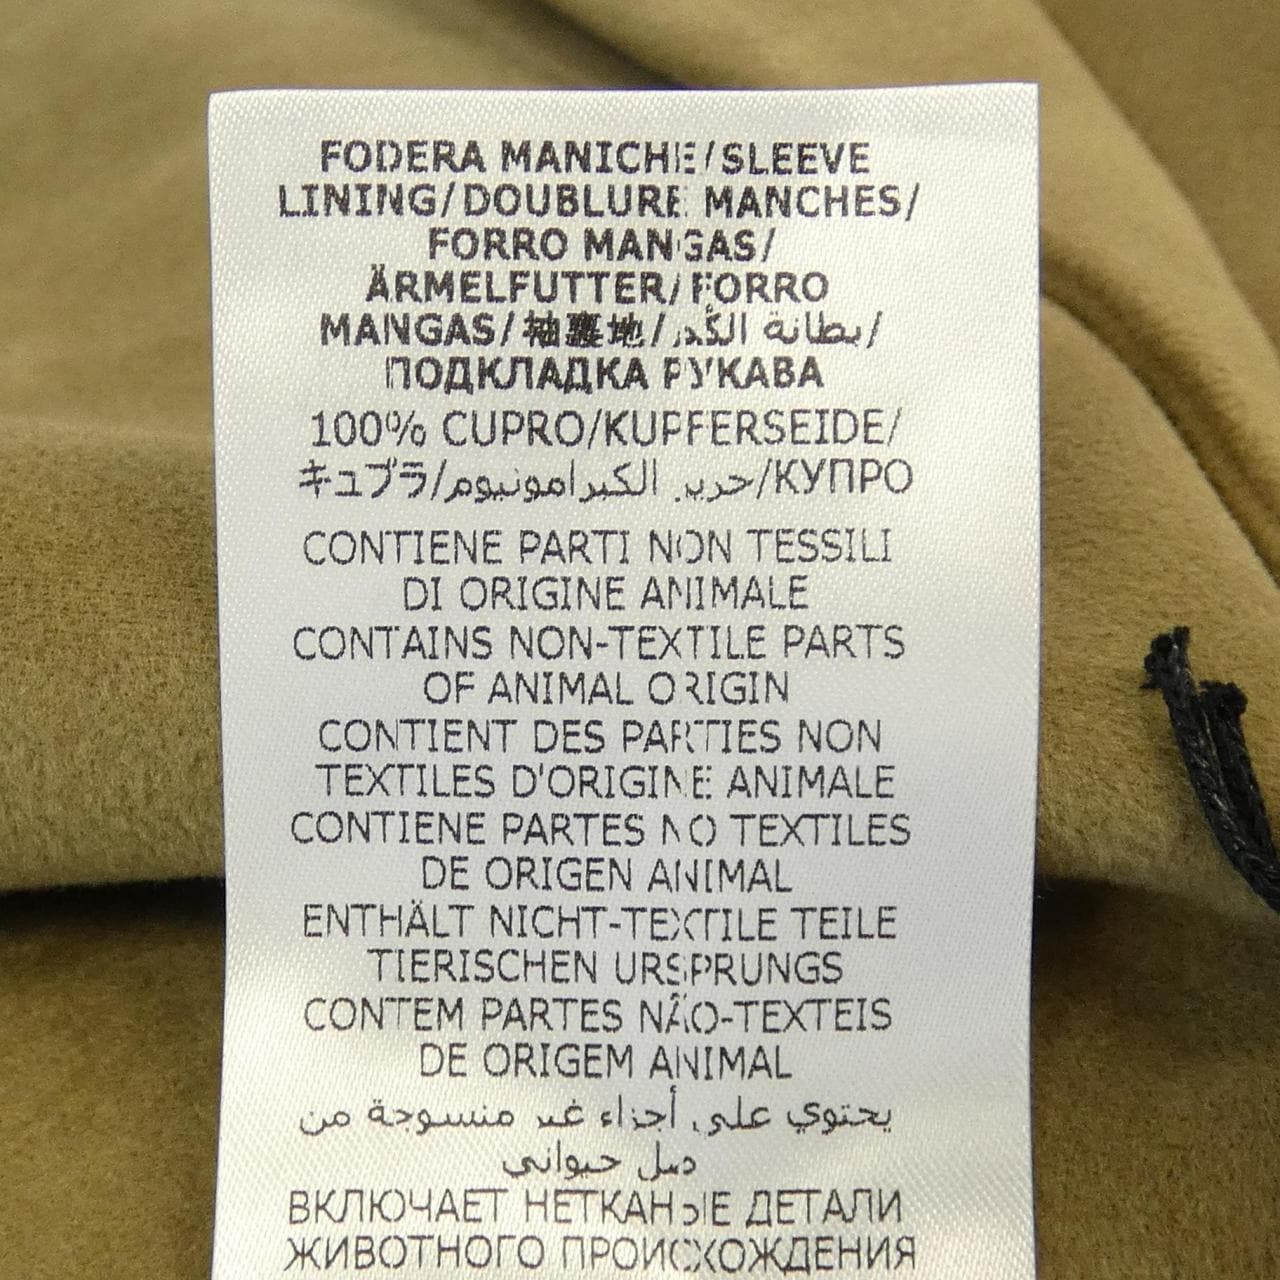 FODERA MANICHE/SLEEVE
LINING/DOUBLURE MANCHES/
FORRO MANGAS/
ÄRMELFUTTER/FORRO
MANGAS/袖裏地/بطانة الكُم/
ПОДКЛАДКА РУКАВА
100% CUPRO/KUPFERSEIDE/
キュプラ/حرير الكبرامونيوم/КУПРО
CONTIENE PARTI NON TESSILI
DI ORIGINE ANIMALE
CONTAINS NON-TEXTILE PARTS
OF ANIMAL ORIGIN
CONTIENT DES PARTIES NON
TEXTILES D'ORIGINE ANIMALE
CONTIENE PARTES NO TEXTILES
DE ORIGEN ANIMAL
ENTHÄLT NICHT-TEXTILE TEILE
TIERISCHEN URSPRUNGS
CONTEM PARTES NÃO-TEXTEIS
DE ORIGEM ANIMAL
يحتوي على أجزاء غير منسوجة من
حيواني
ВКЛЮЧАЕТ НЕТКАНЫЕ ДЕТАЛИ
ЖИВОТНОГО ПРОИСХОЖДЕНИЯ